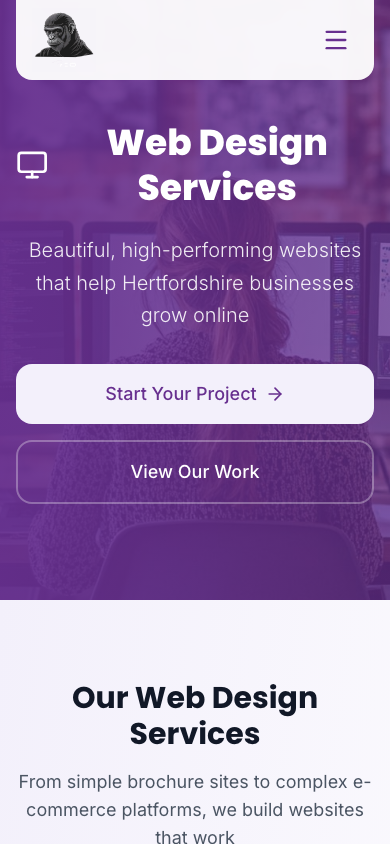 Web Design
Services
Beautiful, high-performing websites
that help Hertfordshire businesses
grow online
Start Your Project
View Our Work
Our Web Design
Services
From simple brochure sites to complex e-
commerce platforms, we build websites
that work